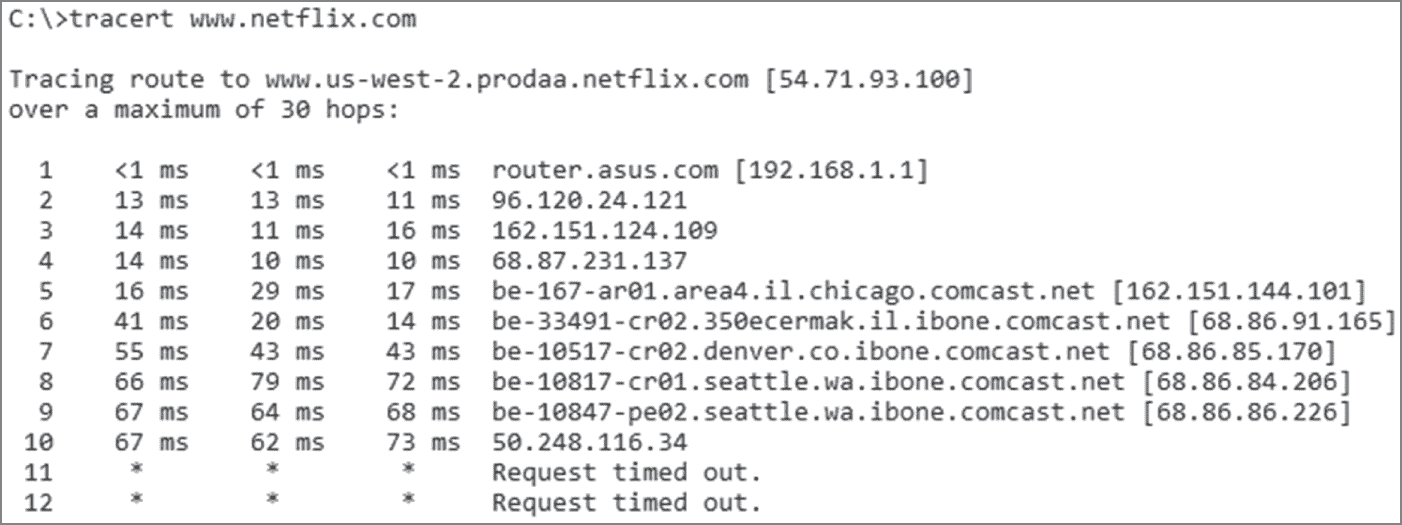 C:\>tracert www.netflix.com
Tracing route to www.us-west-2.prodaa.netflix.com [54.71.93.100]
over a maximum of 30 hops:
1 <1 ms <1 ms <1 ms router.asus.com [192.168.1.1]
2 13 ms 13 ms 11 ms 96.120.24.121
3 14 ms 11 ms 16 ms 162.151.124.109
4 14 ms 10 ms 10 ms 68.87.231.137
5 16 ms 29 ms 17 ms be-167-ar01.area4.il.chicago.comcast.net [162.151.144.101]
6 41 ms 20 ms 14 ms be-33491-cr02.350ecermak.il.ibone.comcast.net [68.86.91.165]
7 55 ms 43 ms 43 ms be-10517-cr02.denver.co.ibone.comcast.net [68.86.85.170]
8 66 ms 79 ms 72 ms be-10817-cr01.seattle.wa.ibone.comcast.net [68.86.84.206]
9 67 ms 64 ms 68 ms be-10847-pe02.seattle.wa.ibone.comcast.net [68.86.86.226]
10 67 ms 62 ms 73 ms 50.248.116.34
11 * * * Request timed out.
12 * * * Request timed out.